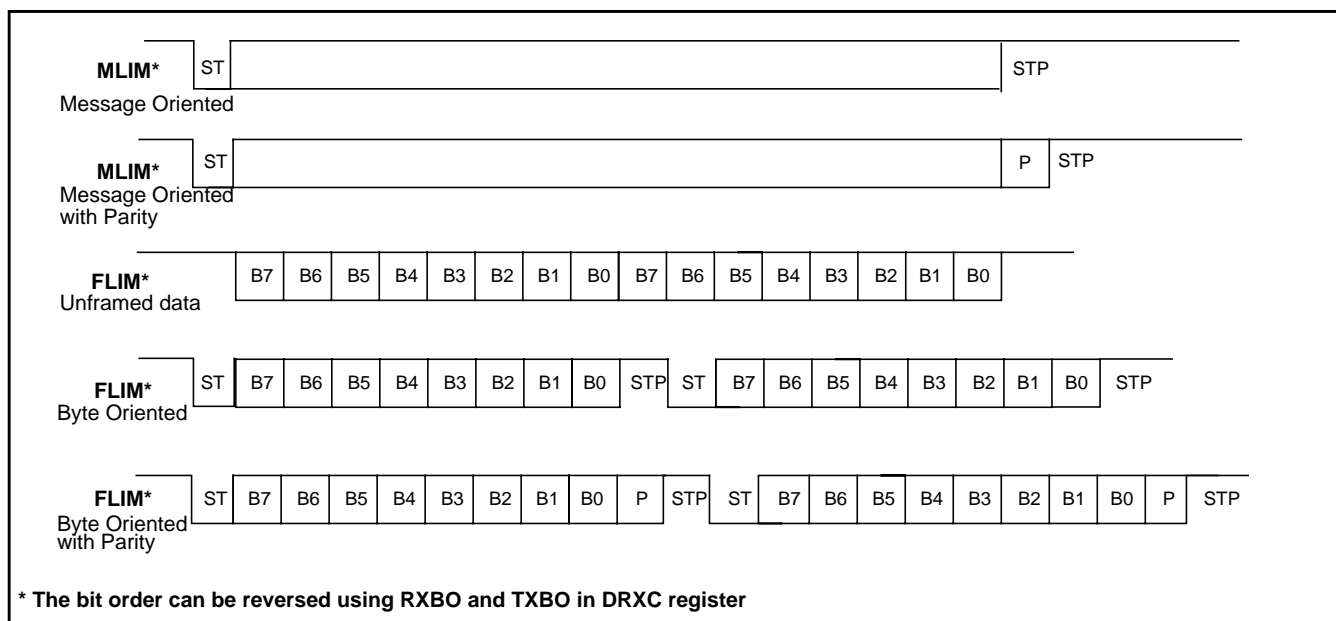 MLIM* ST STP
Message Oriented
MLIM* ST P STP
Message Oriented
with Parity
FLIM* B7 B6 B5 B4 B3 B2 B1 B0 B7 B6 B5 B4 B3 B2 B1 B0
Unframed data
FLIM* ST B7 B6 B5 B4 B3 B2 B1 B0 STP ST B7 B6 B5 B4 B3 B2 B1 B0 STP
Byte Oriented
FLIM* ST B7 B6 B5 B4 B3 B2 B1 B0 P STP ST B7 B6 B5 B4 B3 B2 B1 B0 P STP
Byte Oriented
with Parity
* The bit order can be reversed using RXBO and TXBO in DRXC register